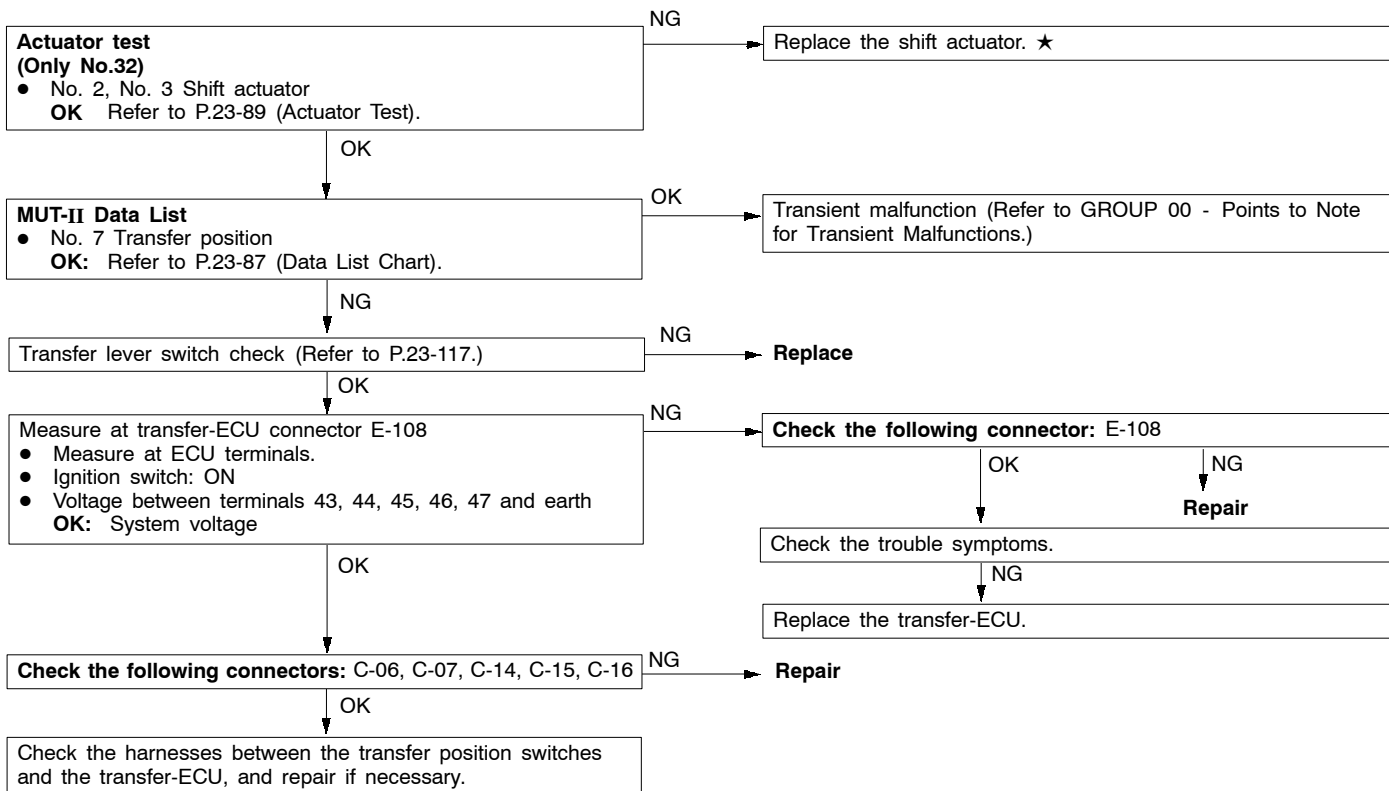 Actuator test
(Only No.32)
● No. 2, No. 3 Shift actuator
OK Refer to P.23-89 (Actuator Test).
NG
Replace the shift actuator. ★
OK
MUT-II Data List
● No. 7 Transfer position
OK: Refer to P.23-87 (Data List Chart).
OK
Transient malfunction (Refer to GROUP 00 - Points to Note
for Transient Malfunctions.)
NG
Transfer lever switch check (Refer to P.23-117.)
NG
Replace
OK
Measure at transfer-ECU connector E-108
● Measure at ECU terminals.
● Ignition switch: ON
● Voltage between terminals 43, 44, 45, 46, 47 and earth
OK: System voltage
NG
Check the following connector: E-108
OK
NG
Repair
Check the trouble symptoms.
NG
Replace the transfer-ECU.
OK
Check the following connectors: C-06, C-07, C-14, C-15, C-16
NG
Repair
OK
Check the harnesses between the transfer position switches
and the transfer-ECU, and repair if necessary.